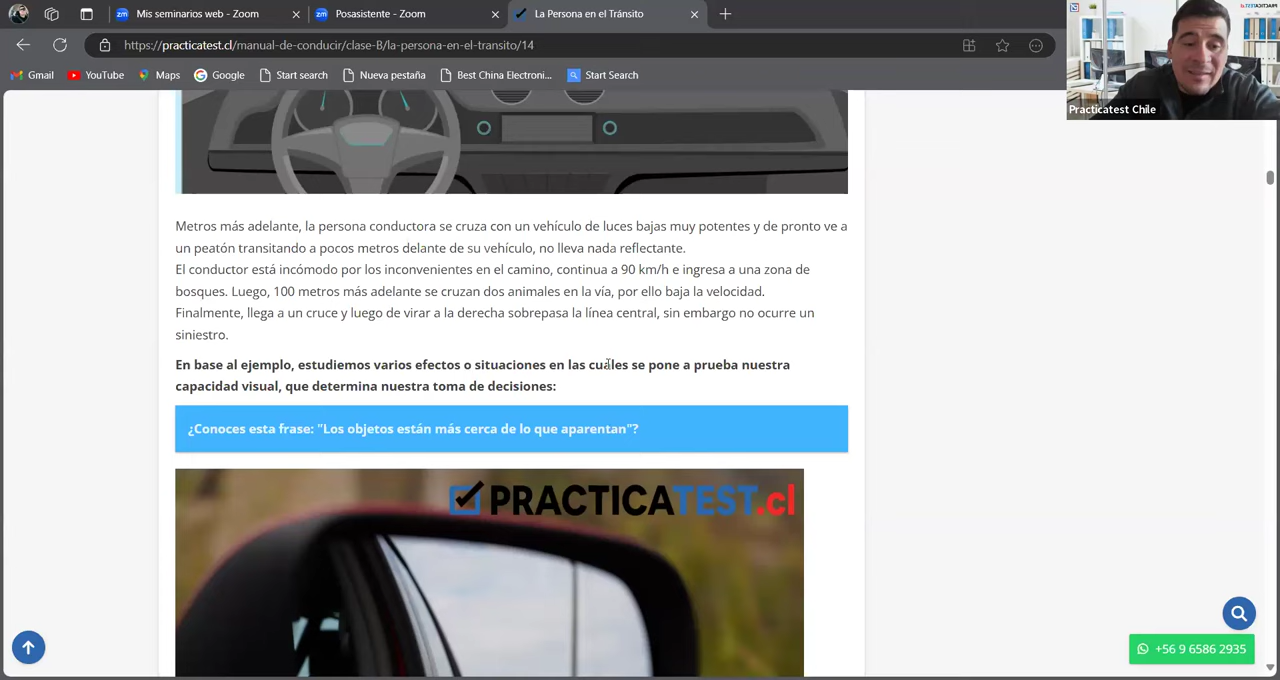 Mis seminarios web - Zoom
Posasistente - Zoom
La Persona en el Tránsito
https://practicatest.cl/manual-de-conducir/clase-B/la-persona-en-el-transito/14
Gmail
YouTube
Maps
Google
Start search
Nueva pestaña
Best China Electroni...
Start Search
PRACTICATEST
Practicatest Chile
Metros más adelante, la persona conductora se cruza con un vehículo de luces bajas muy potentes y de pronto ve a
un peatón transitando a pocos metros delante de su vehículo, no lleva nada reflectante.
El conductor está incómodo por los inconvenientes en el camino, continua a 90 km/h e ingresa a una zona de
bosques. Luego, 100 metros más adelante se cruzan dos animales en la vía, por ello baja la velocidad.
Finalmente, llega a un cruce y luego de virar a la derecha sobrepasa la línea central, sin embargo no ocurre un
siniestro.
En base al ejemplo, estudiemos varios efectos o situaciones en las cuales se pone a prueba nuestra
capacidad visual, que determina nuestra toma de decisiones:
¿Conoces esta frase: "Los objetos están más cerca de lo que aparentan"?
PRACTICATEST.cl
+56 9 6586 2935